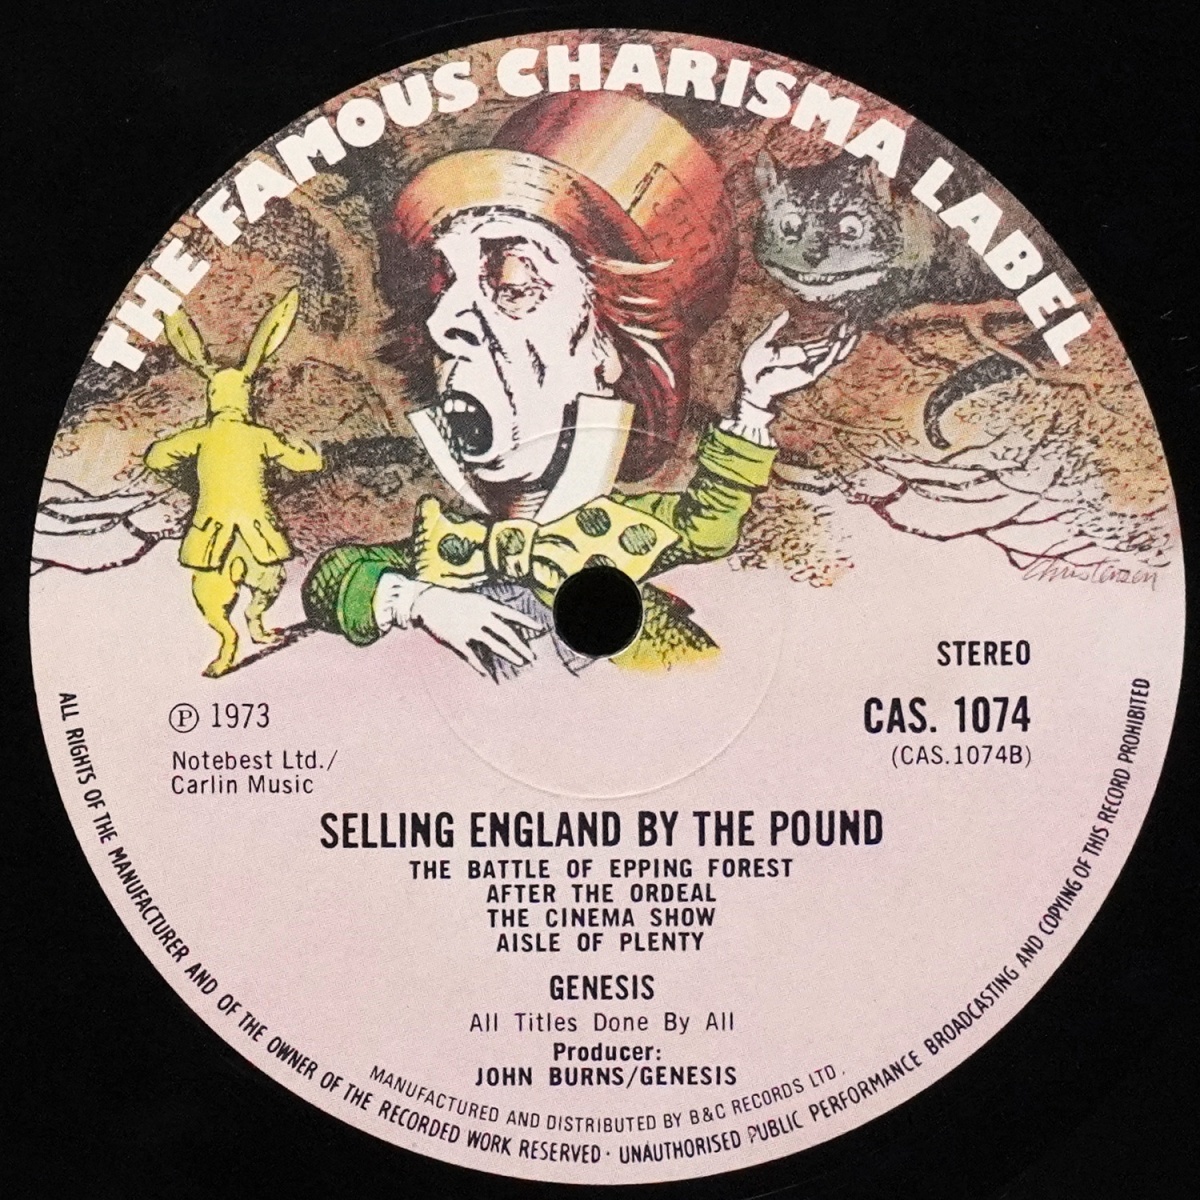 THE FAMOUS CHARISMA LABEL
Christensen
STEREO
℗ 1973
CAS. 1074
Notebest Ltd./
(CAS.1074B)
Carlin Music
SELLING ENGLAND BY THE POUND
THE BATTLE OF EPPING FOREST
AFTER THE ORDEAL
THE CINEMA SHOW
AISLE OF PLENTY
GENESIS
All Titles Done By All
Producer:
JOHN BURNS/GENESIS
MANUFACTURED AND DISTRIBUTED BY B&C RECORDS LTD.
ALL RIGHTS OF THE MANUFACTURER AND OF THE OWNER OF THE RECORDED WORK RESERVED · UNAUTHORISED PUBLIC PERFORMANCE BROADCASTING AND COPYING OF THIS RECORD PROHIBITED